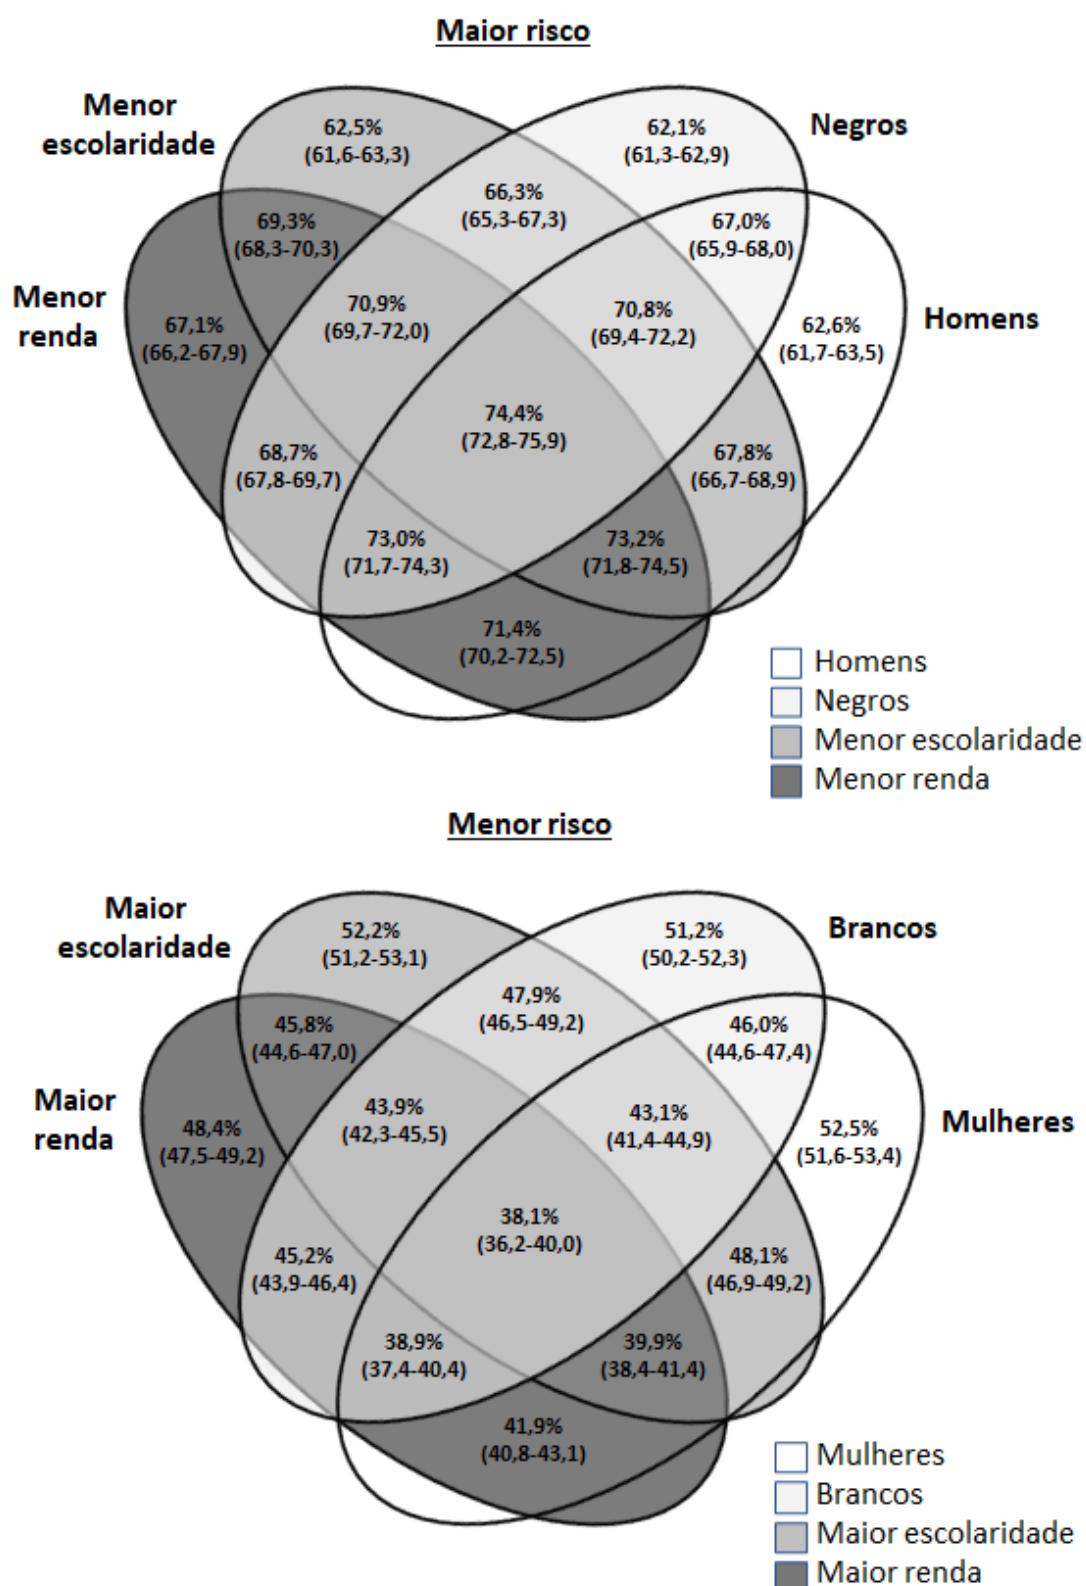 Maior risco
Menor
escolaridade
62,5%
(61,6-63,3)
62,1%
(61,3-62,9)
Negros
66,3%
(65,3-67,3)
69,3%
(68,3-70,3)
67,0%
(65,9-68,0)
Menor
renda
67,1%
(66,2-67,9)
70,9%
(69,7-72,0)
70,8%
(69,4-72,2)
62,6%
(61,7-63,5)
Homens
74,4%
(72,8-75,9)
68,7%
(67,8-69,7)
67,8%
(66,7-68,9)
73,0%
(71,7-74,3)
73,2%
(71,8-74,5)
71,4%
(70,2-72,5)
Homens
Negros
Menor escolaridade
Menor renda
Menor risco
Maior
escolaridade
52,2%
(51,2-53,1)
51,2%
(50,2-52,3)
Brancos
47,9%
(46,5-49,2)
45,8%
(44,6-47,0)
46,0%
(44,6-47,4)
Maior
renda
48,4%
(47,5-49,2)
43,9%
(42,3-45,5)
43,1%
(41,4-44,9)
52,5%
(51,6-53,4)
Mulheres
38,1%
(36,2-40,0)
45,2%
(43,9-46,4)
48,1%
(46,9-49,2)
38,9%
(37,4-40,4)
39,9%
(38,4-41,4)
41,9%
(40,8-43,1)
Mulheres
Brancos
Maior escolaridade
Maior renda